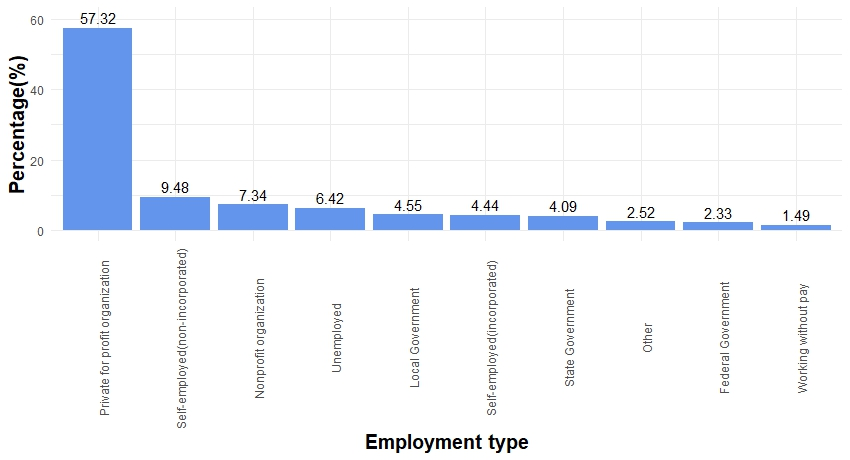 Percentage(%)
60
40
20
0
57.32
9.48
7.34
6.42
4.55
4.44
4.09
2.52
2.33
1.49
Private for profit organization
Self-employed(non-incorporated)
Nonprofit organization
Unemployed
Local Government
Self-employed(incorporated)
State Government
Other
Federal Government
Working without pay
Employment type